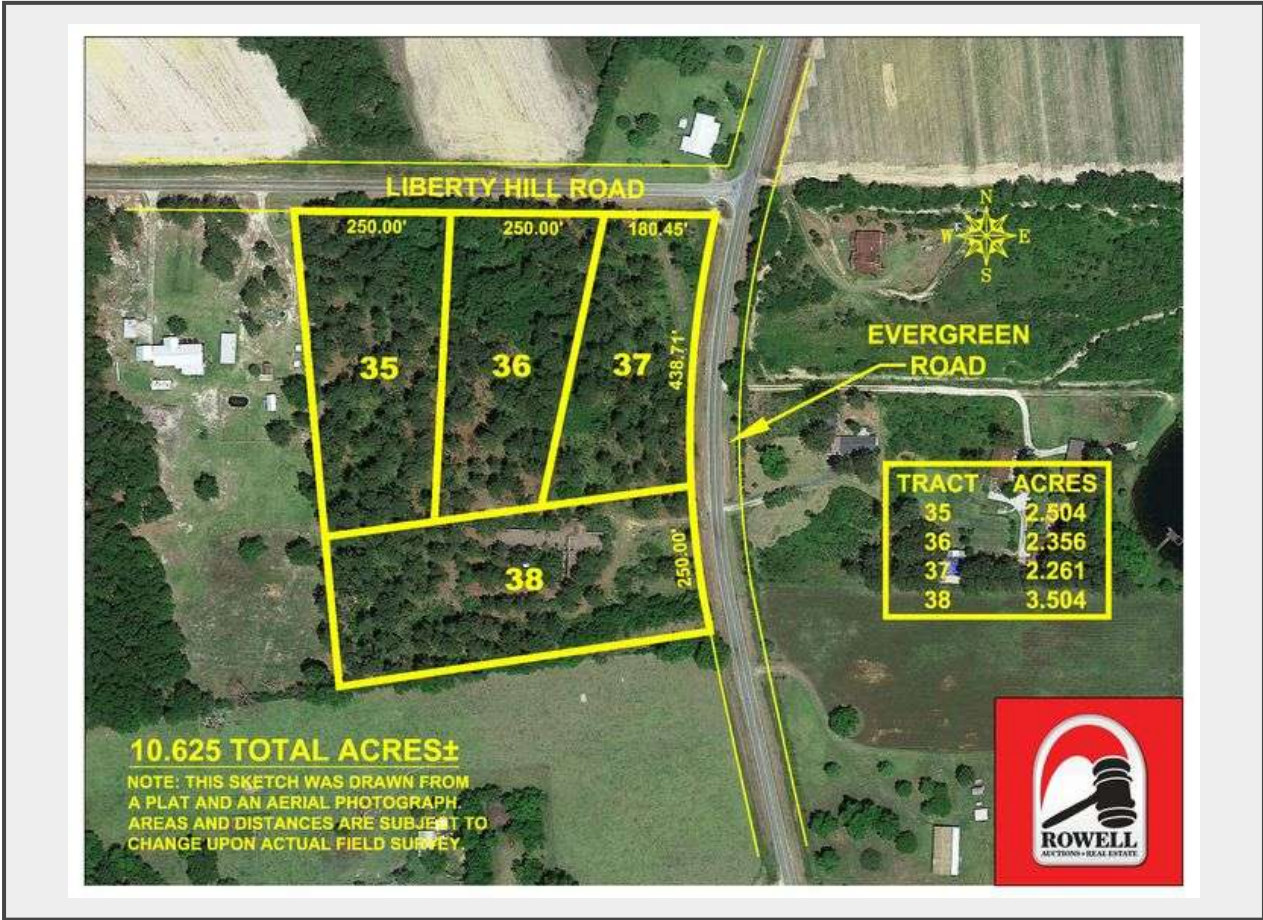 LIBERTY HILL ROAD
250.00'
250.00'
180.45'
N
W
E
S
EVERGREEN
ROAD
35
36
37
438.71'
TRACT ACRES
35 2.504
36 2.356
37 2.261
38 3.504
38
250.00'
10.625 TOTAL ACRES±
NOTE: THIS SKETCH WAS DRAWN FROM
A PLAT AND AN AERIAL PHOTOGRAPH.
AREAS AND DISTANCES ARE SUBJECT TO
CHANGE UPON ACTUAL FIELD SURVEY.
ROWELL
AUCTIONS • REAL ESTATE